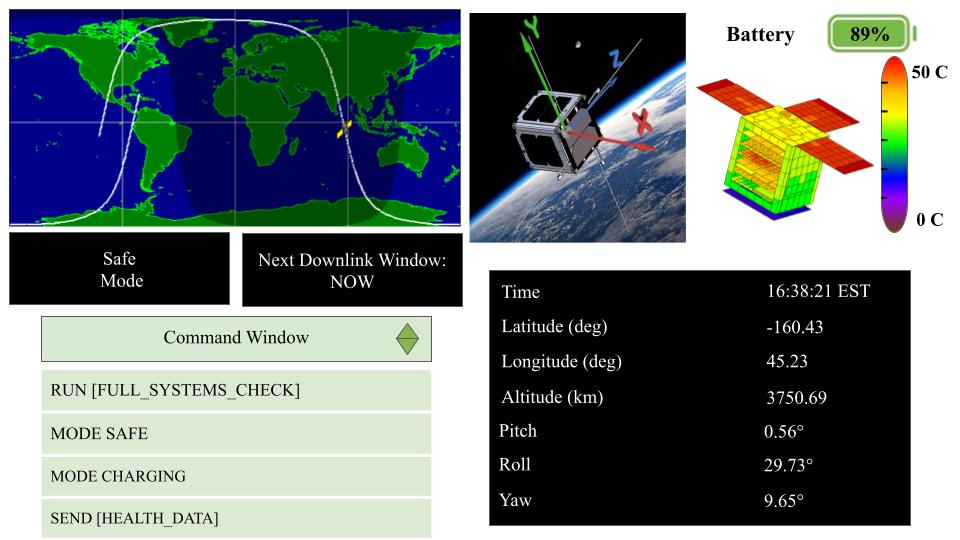 Battery
89%
50 C
0 C
Y
Z
X
Safe
Mode
Next Downlink Window:
NOW
Command Window
RUN [FULL_SYSTEMS_CHECK]
MODE SAFE
MODE CHARGING
SEND [HEALTH_DATA]
Time 16:38:21 EST
Latitude (deg) -160.43
Longitude (deg) 45.23
Altitude (km) 3750.69
Pitch 0.56°
Roll 29.73°
Yaw 9.65°